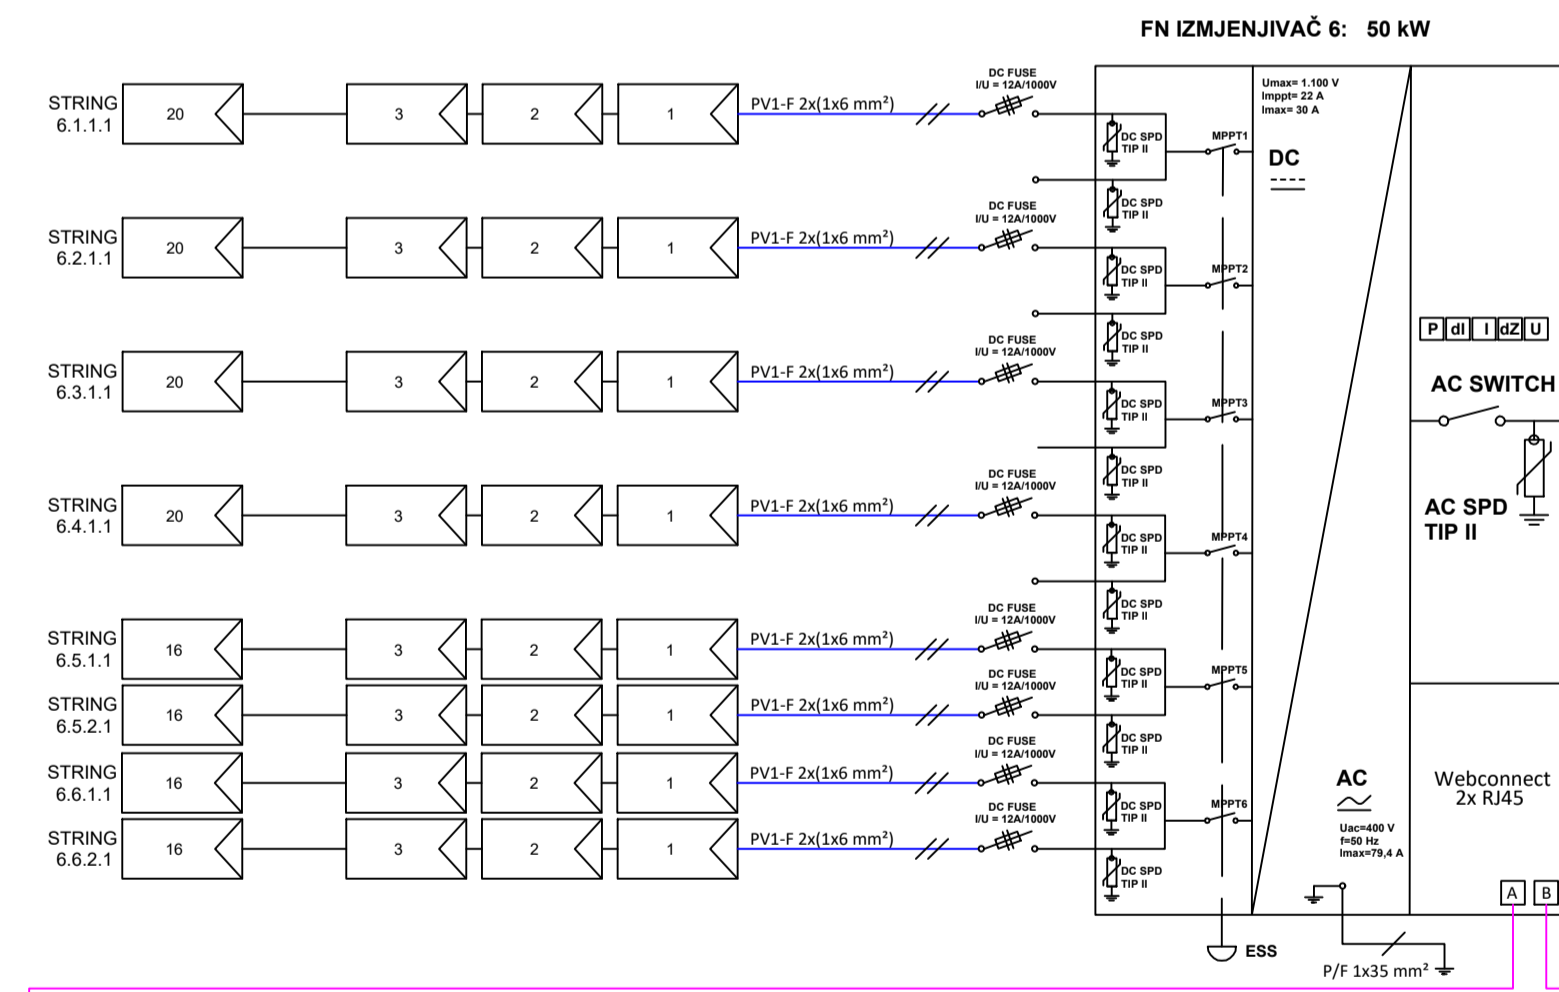 FN IZMJENJIVAČ 6: 50 kW
STRING
6.1.1.1
20
3
2
1
PV1-F 2x(1x6 mm²)
DC FUSE
I/U = 12A/1000V
DC SPD
TIP II
MPPT1
DC SPD
TIP II
STRING
6.2.1.1
20
3
2
1
PV1-F 2x(1x6 mm²)
DC FUSE
I/U = 12A/1000V
DC SPD
TIP II
MPPT2
DC SPD
TIP II
STRING
6.3.1.1
20
3
2
1
PV1-F 2x(1x6 mm²)
DC FUSE
I/U = 12A/1000V
DC SPD
TIP II
MPPT3
DC SPD
TIP II
STRING
6.4.1.1
20
3
2
1
PV1-F 2x(1x6 mm²)
DC FUSE
I/U = 12A/1000V
DC SPD
TIP II
MPPT4
DC SPD
TIP II
STRING
6.5.1.1
16
3
2
1
PV1-F 2x(1x6 mm²)
DC FUSE
I/U = 12A/1000V
DC SPD
TIP II
MPPT5
STRING
6.5.2.1
16
3
2
1
PV1-F 2x(1x6 mm²)
DC FUSE
I/U = 12A/1000V
DC SPD
TIP II
STRING
6.6.1.1
16
3
2
1
PV1-F 2x(1x6 mm²)
DC FUSE
I/U = 12A/1000V
DC SPD
TIP II
MPPT6
STRING
6.6.2.1
16
3
2
1
PV1-F 2x(1x6 mm²)
DC FUSE
I/U = 12A/1000V
DC SPD
TIP II
ESS
Umax= 1.100 V
Imppt= 22 A
Imax= 30 A
DC
AC
Uac=400 V
f=50 Hz
Imax=79,4 A
P/F 1x35 mm²
P dI I dZ U
AC SWITCH
AC SPD
TIP II
Webconnect
2x RJ45
A B